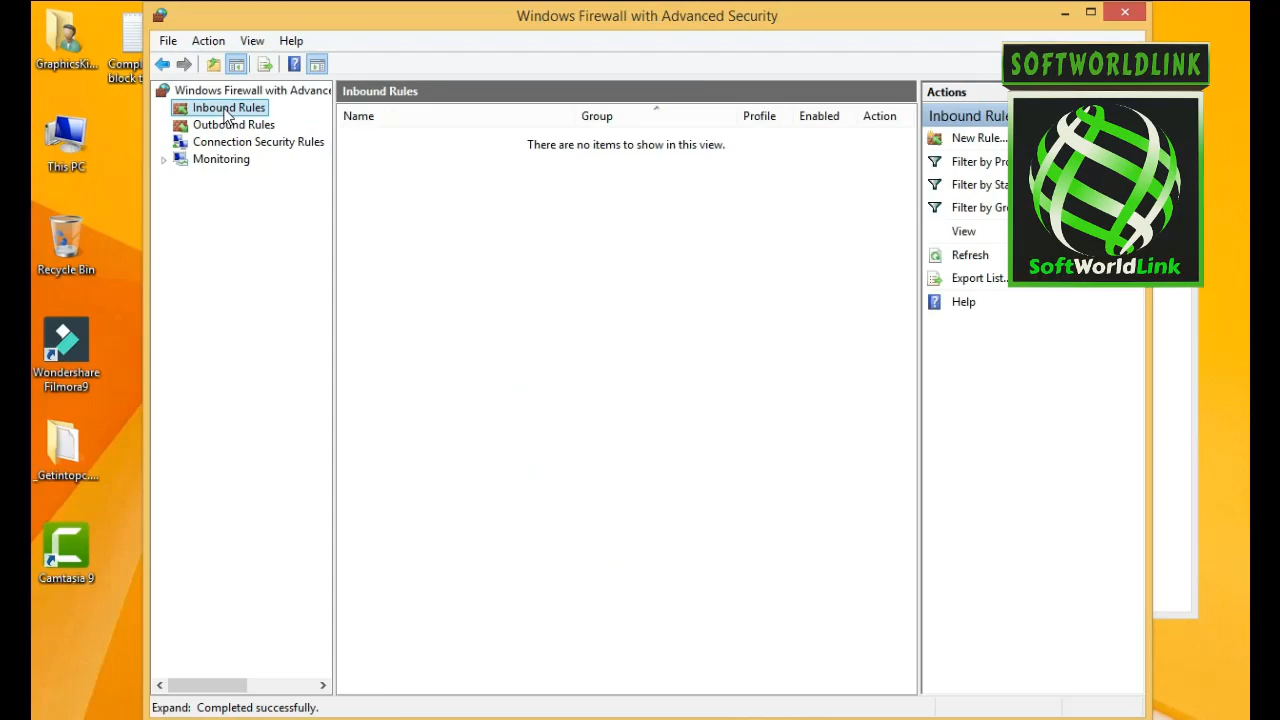 Windows Firewall with Advanced Security
File Action View Help
Windows Firewall with Advance
Inbound Rules
Outbound Rules
Connection Security Rules
Monitoring
Inbound Rules
Name Group Profile Enabled Action
There are no items to show in this view.
Actions
Inbound Rule
New Rule...
Filter by Pr
Filter by Sta
Filter by Gr
View
Refresh
Export List...
Help
SOFTWORLDLINK
SoftWorldLink
GraphicsKi...
Compl
block t
This PC
Recycle Bin
Wondershare
Filmora9
_Getintopc....
Camtasia 9
Expand: Completed successfully.